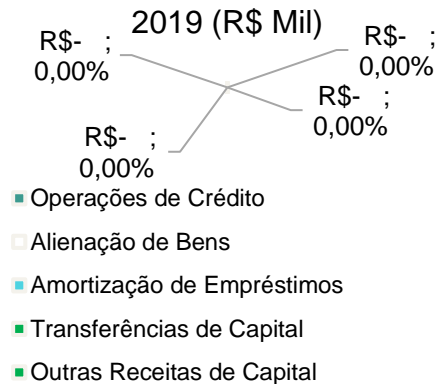 2019 (R$ Mil)
R$- ;
0,00%
R$- ;
0,00%
R$- ;
0,00%
R$- ;
0,00%
Operações de Crédito
Alienação de Bens
Amortização de Empréstimos
Transferências de Capital
Outras Receitas de Capital